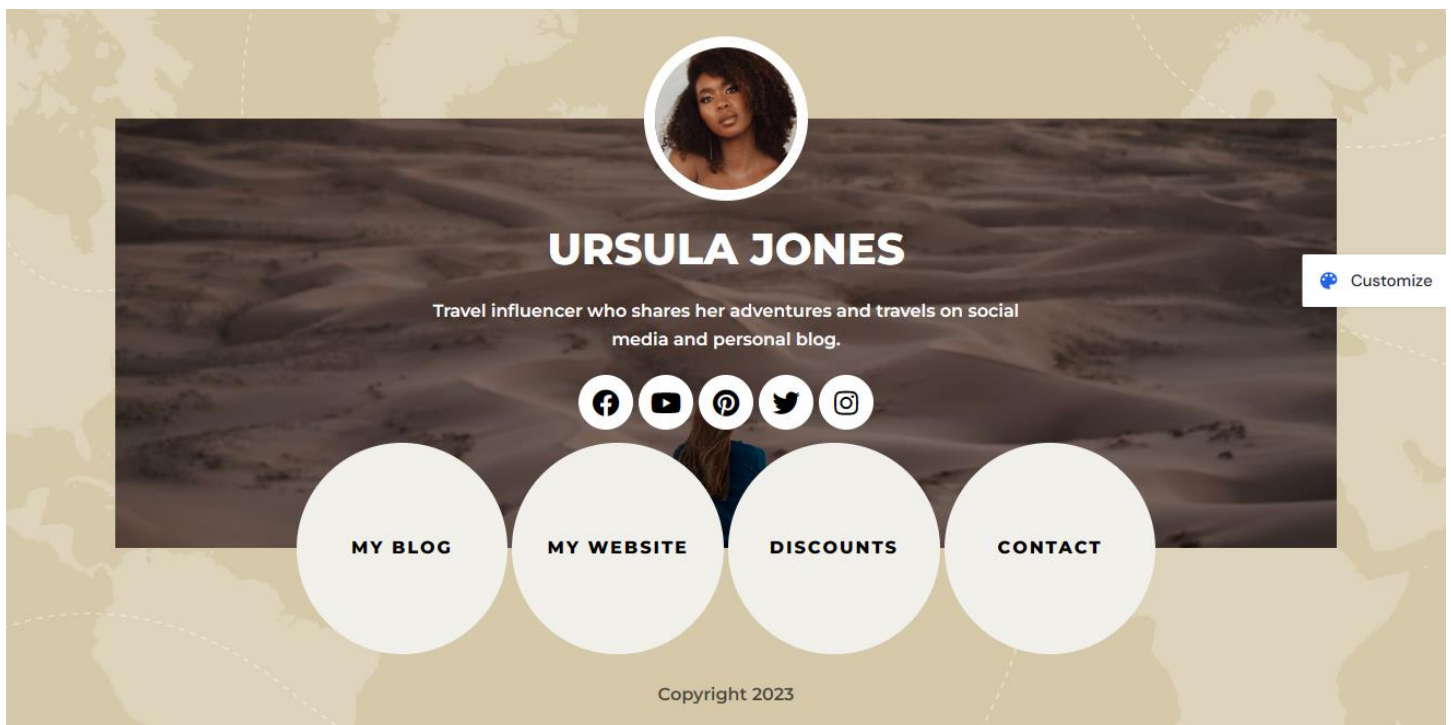 URSULA JONES
Travel influencer who shares her adventures and travels on social
media and personal blog.
Customize
MY BLOG
MY WEBSITE
DISCOUNTS
CONTACT
Copyright 2023